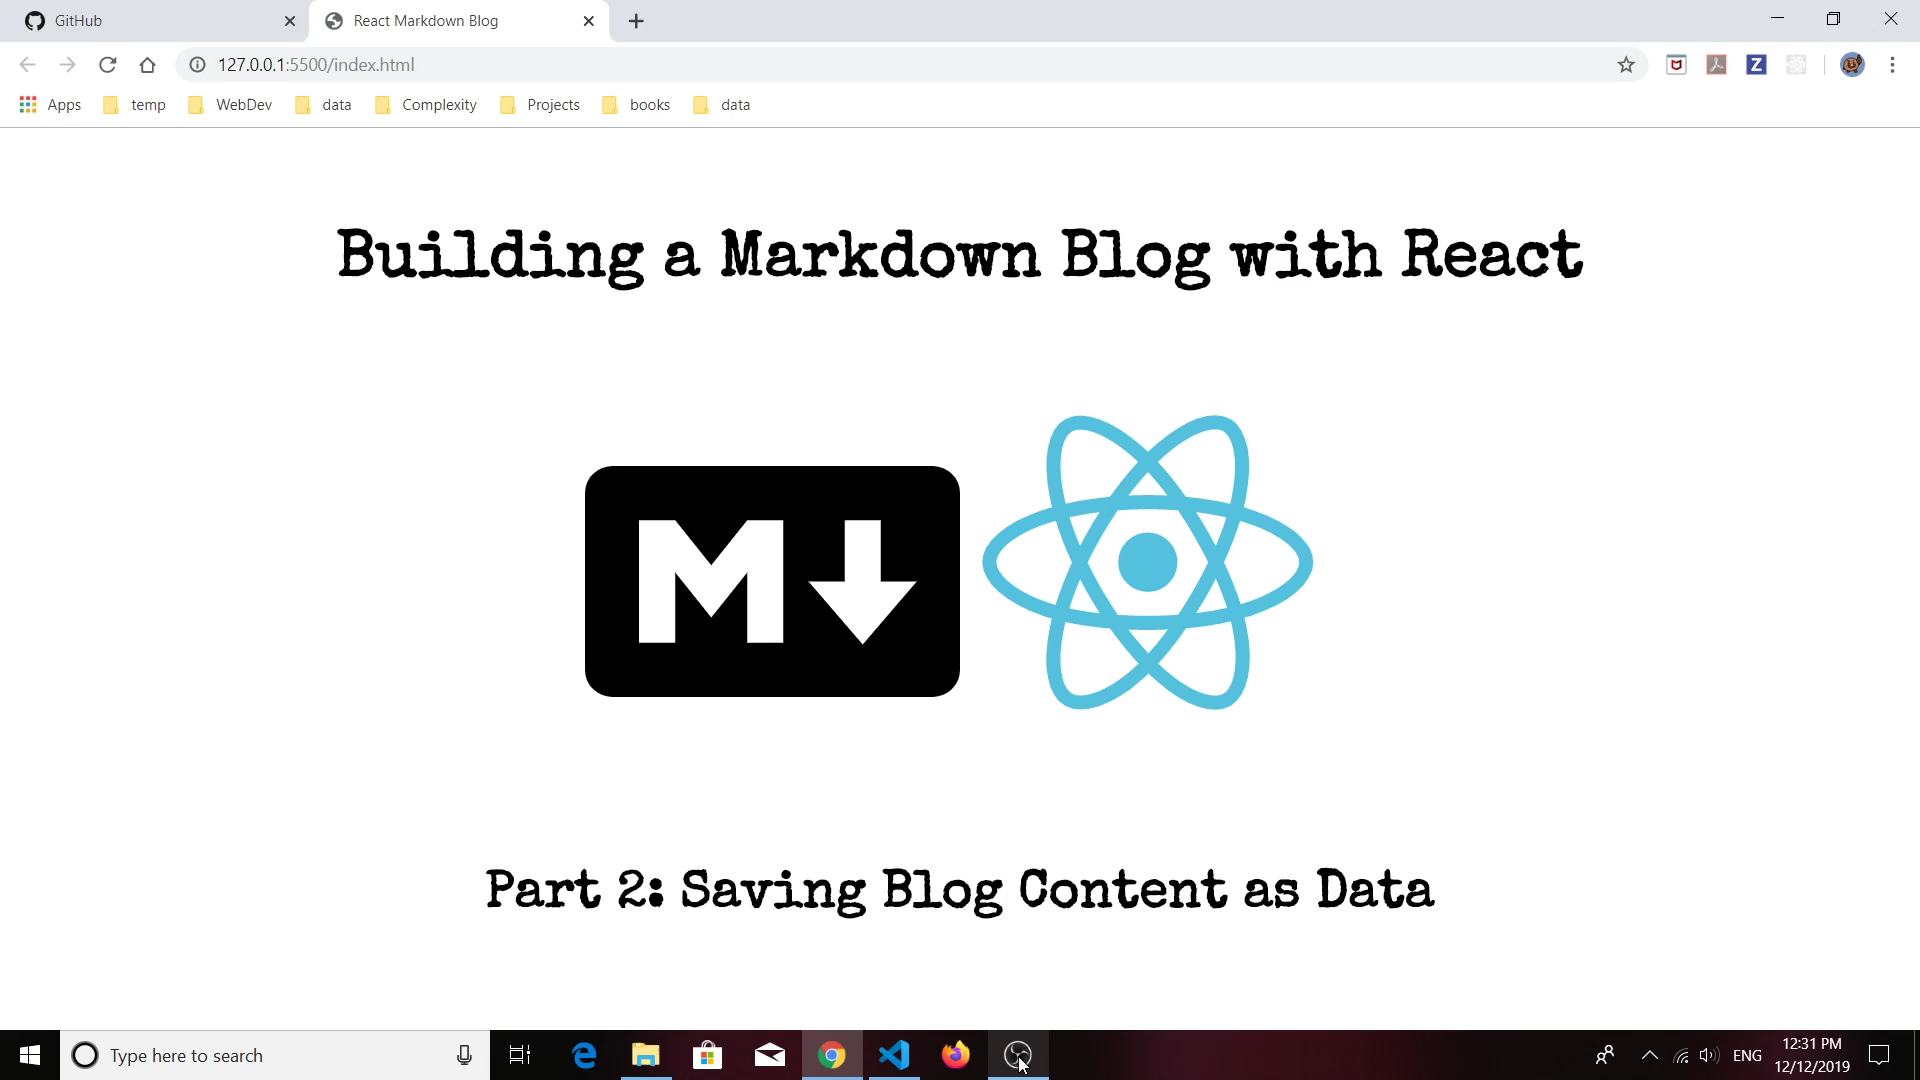 GitHub
React Markdown Blog
127.0.0.1:5500/index.html
Apps temp WebDev data Complexity Projects books data
Building a Markdown Blog with React
M
Part 2: Saving Blog Content as Data
Type here to search
ENG
12:31 PM
12/12/2019